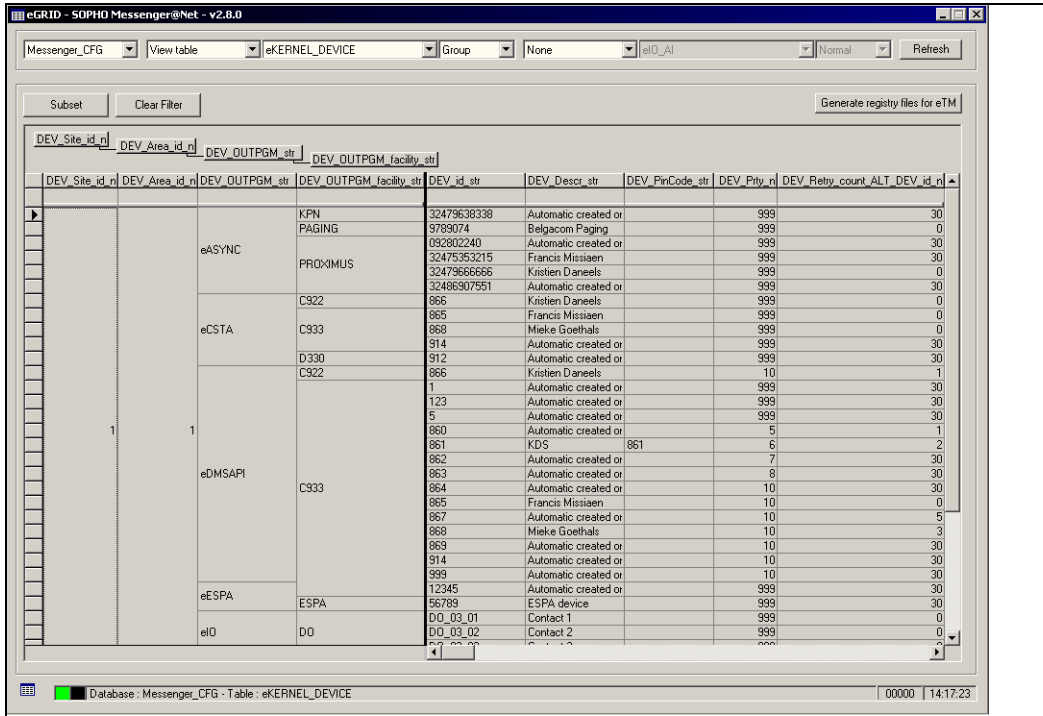 eGRID - SOPHO Messenger@Net - v2.8.0
Messenger_CFG View table eKERNEL_DEVICE Group None eIO_AI Normal Refresh
Subset Clear Filter Generate registry files for eTM
DEV_Site_id_n DEV_Area_id_n DEV_OUTPGM_str DEV_OUTPGM_facility_str
DEV_Site_id_n DEV_Area_id_n DEV_OUTPGM_str DEV_OUTPGM_facility_str DEV_id_str DEV_Descr_str DEV_PinCode_str DEV_Prty_n DEV_Retry_count_ALT_DEV_id_n
KPN 32479638338 Automatic created or 999 30
PAGING 9789074 Belgacom Paging 999 0
eASYNC PROXIMUS 092802240 Automatic created or 999 30
32475353215 Francis Missiaen 999 30
32479666666 Kristien Daneels 999 0
32486907551 Automatic created or 999 30
C922 866 Kristien Daneels 999 0
eCSTA C933 865 Francis Missiaen 999 0
868 Mieke Goethals 999 0
914 Automatic created or 999 30
D330 912 Automatic created or 999 30
C922 866 Kristien Daneels 10 1
1 Automatic created or 999 30
123 Automatic created or 999 30
5 Automatic created or 999 30
1 1 860 Automatic created or 5 1
861 KDS 861 6 2
862 Automatic created or 7 30
eDMSAPI 863 Automatic created or 8 30
C933 864 Automatic created or 10 30
865 Francis Missiaen 10 0
867 Automatic created or 10 5
868 Mieke Goethals 10 3
869 Automatic created or 10 30
914 Automatic created or 10 30
999 Automatic created or 10 30
eESPA 12345 Automatic created or 999 30
ESPA 56789 ESPA device 999 30
DO_03_01 Contact 1 999 0
eIO DO DO_03_02 Contact 2 999 0
Database : Messenger_CFG - Table : eKERNEL_DEVICE 00000 14:17:23